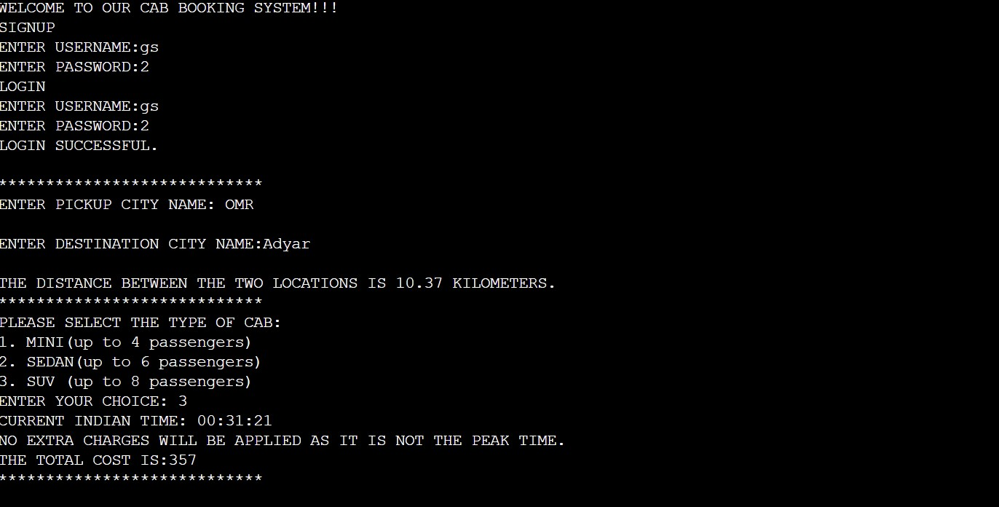 WELCOME TO OUR CAB BOOKING SYSTEM!!!
SIGNUP
ENTER USERNAME:gs
ENTER PASSWORD:2
LOGIN
ENTER USERNAME:gs
ENTER PASSWORD:2
LOGIN SUCCESSFUL.
****************************
ENTER PICKUP CITY NAME: OMR
ENTER DESTINATION CITY NAME:Adyar
THE DISTANCE BETWEEN THE TWO LOCATIONS IS 10.37 KILOMETERS.
****************************
PLEASE SELECT THE TYPE OF CAB:
1. MINI(up to 4 passengers)
2. SEDAN(up to 6 passengers)
3. SUV (up to 8 passengers)
ENTER YOUR CHOICE: 3
CURRENT INDIAN TIME: 00:31:21
NO EXTRA CHARGES WILL BE APPLIED AS IT IS NOT THE PEAK TIME.
THE TOTAL COST IS:357
****************************